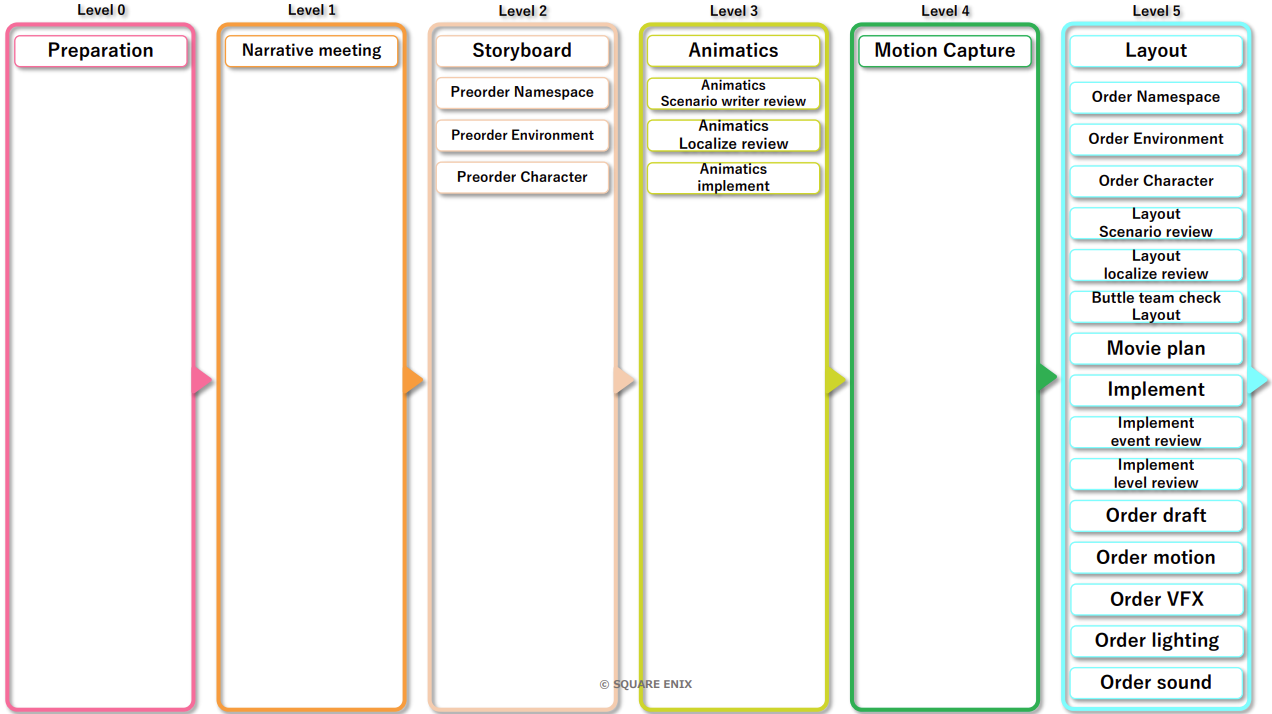 Level 0
Preparation
Level 1
Narrative meeting
Level 2
Storyboard
Preorder Namespace
Preorder Environment
Preorder Character
Level 3
Animatics
Animatics
Scenario writer review
Animatics
Localize review
Animatics
implement
Level 4
Motion Capture
Level 5
Layout
Order Namespace
Order Environment
Order Character
Layout
Scenario review
Layout
localize review
Buttle team check
Layout
Movie plan
Implement
Implement
event review
Implement
level review
Order draft
Order motion
Order VFX
Order lighting
Order sound
© SQUARE ENIX